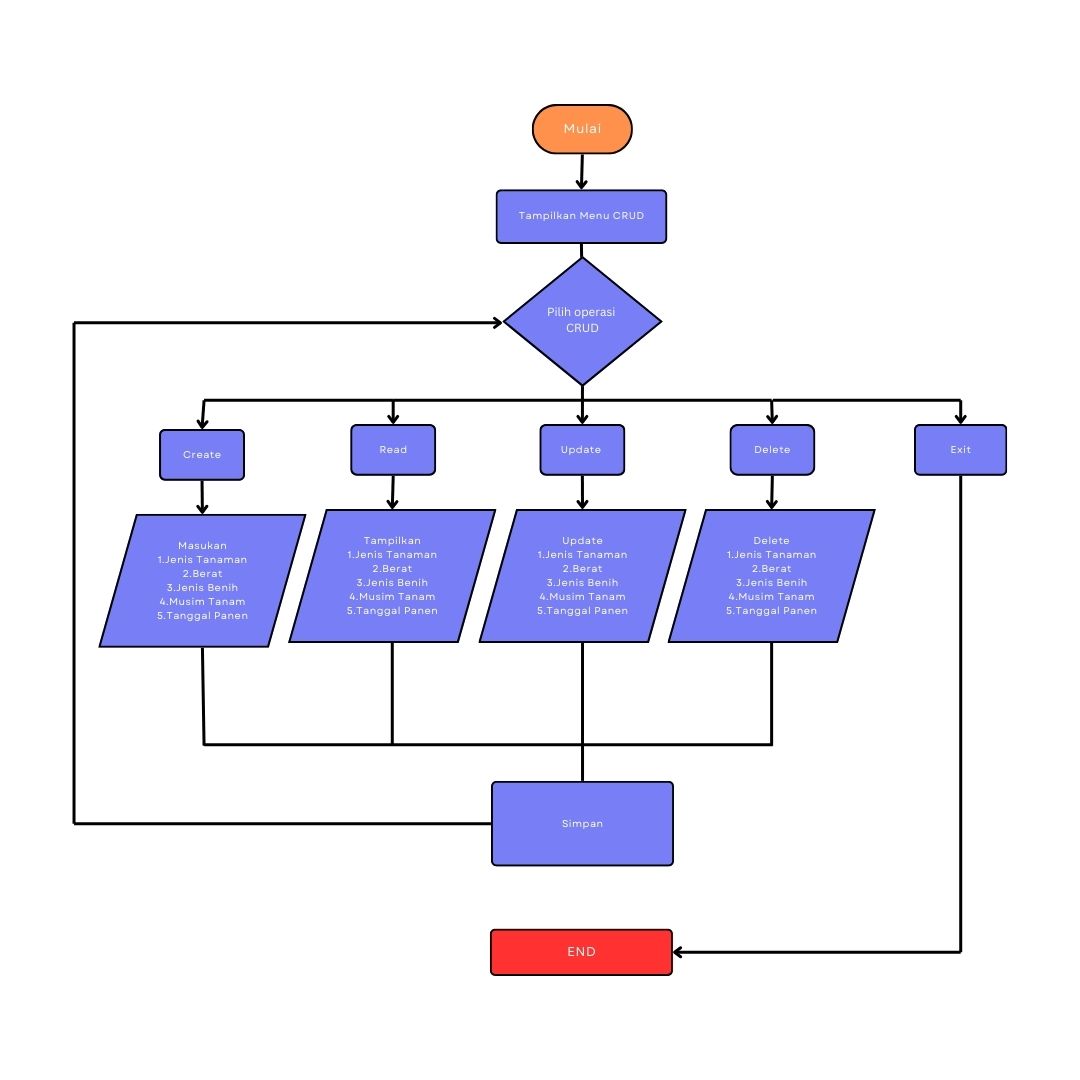 Mulai
Tampilkan Menu CRUD
Pilih operasi
CRUD
Create
Read
Update
Delete
Exit
Masukan
1.Jenis Tanaman
2.Berat
3.Jenis Benih
4.Musim Tanam
5.Tanggal Panen
Tampilkan
1.Jenis Tanaman
2.Berat
3.Jenis Benih
4.Musim Tanam
5.Tanggal Panen
Update
1.Jenis Tanaman
2.Berat
3.Jenis Benih
4.Musim Tanam
5.Tanggal Panen
Delete
1.Jenis Tanaman
2.Berat
3.Jenis Benih
4.Musim Tanam
5.Tanggal Panen
Simpan
END